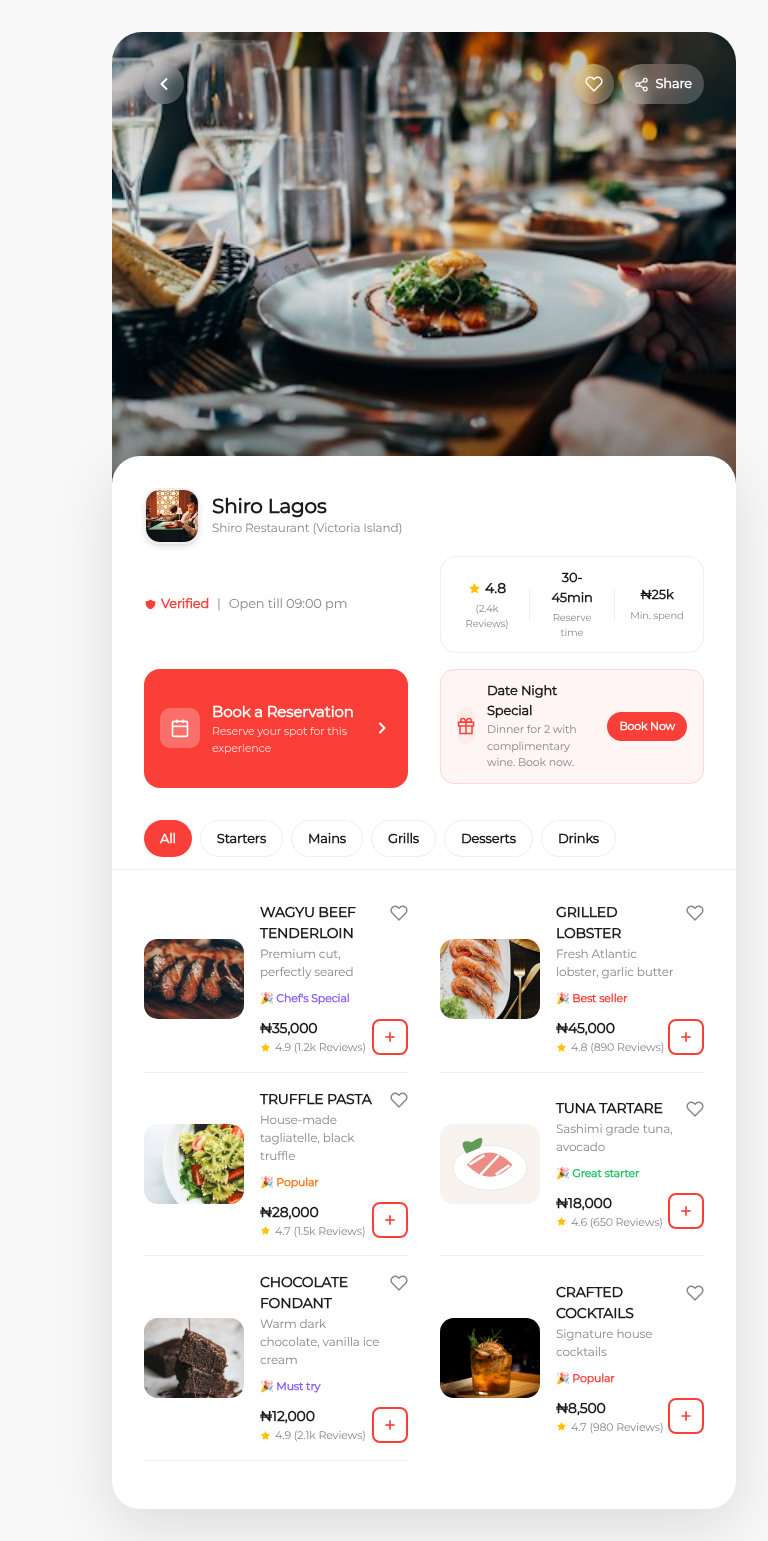 Share
Shiro Lagos
Shiro Restaurant (Victoria Island)
Verified | Open till 09:00 pm
4.8
(2.4k
Reviews)
30-
45min
Reserve
time
₦25k
Min. spend
Book a Reservation
Reserve your spot for this
experience
Date Night
Special
Dinner for 2 with
complimentary
wine. Book now.
Book Now
All
Starters
Mains
Grills
Desserts
Drinks
WAGYU BEEF
TENDERLOIN
Premium cut,
perfectly seared
🎉 Chef's Special
₦35,000
4.9 (1.2k Reviews)
+
GRILLED
LOBSTER
Fresh Atlantic
lobster, garlic butter
🎉 Best seller
₦45,000
4.8 (890 Reviews)
+
TRUFFLE PASTA
House-made
tagliatelle, black
truffle
🎉 Popular
₦28,000
4.7 (1.5k Reviews)
+
TUNA TARTARE
Sashimi grade tuna,
avocado
🎉 Great starter
₦18,000
4.6 (650 Reviews)
+
CHOCOLATE
FONDANT
Warm dark
chocolate, vanilla ice
cream
🎉 Must try
₦12,000
4.9 (2.1k Reviews)
+
CRAFTED
COCKTAILS
Signature house
cocktails
🎉 Popular
₦8,500
4.7 (980 Reviews)
+